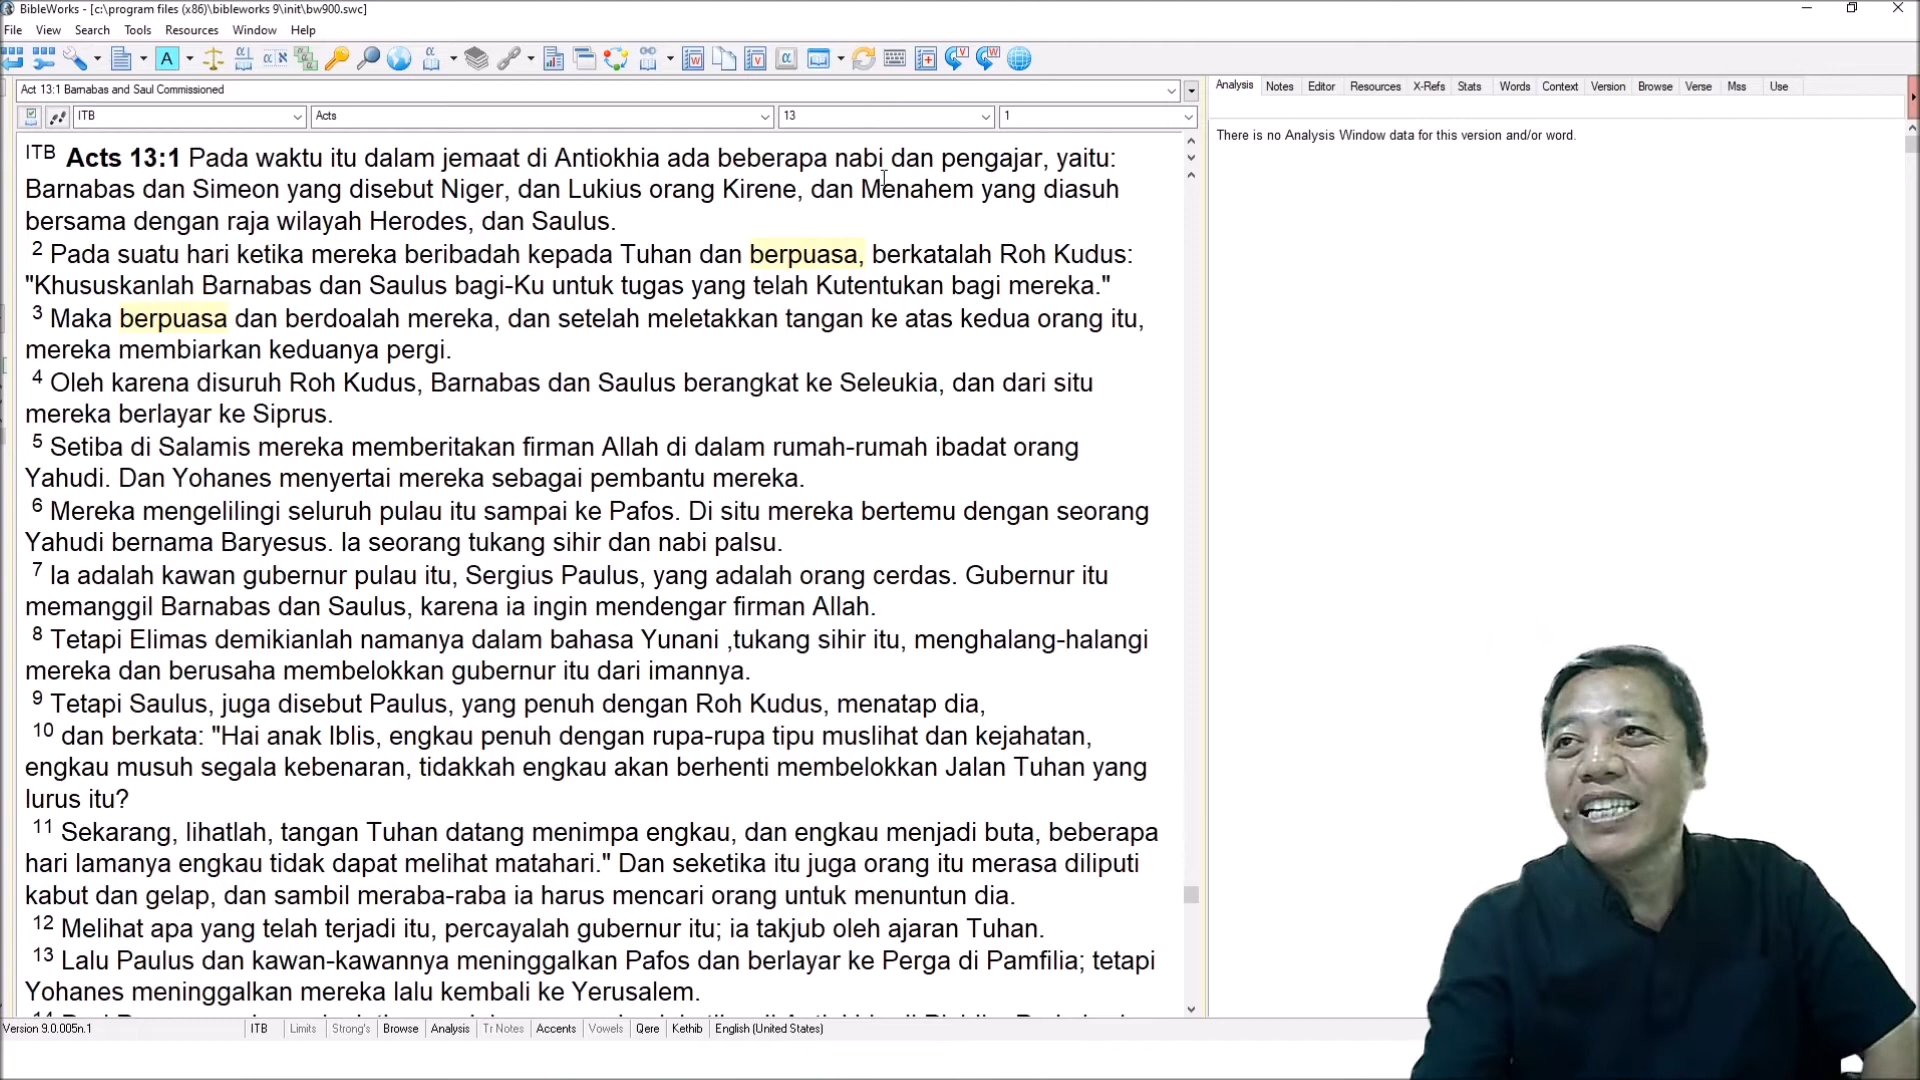 BibleWorks - [c:\program files (x86)\bibleworks 9\init\bw900.swc]
File View Search Tools Resources Window Help
Act 13:1 Barnabas and Saul Commissioned
ITB Acts 13 1
ITB Acts 13:1 Pada waktu itu dalam jemaat di Antiokhia ada beberapa nabi dan pengajar, yaitu:
Barnabas dan Simeon yang disebut Niger, dan Lukius orang Kirene, dan Menahem yang diasuh
bersama dengan raja wilayah Herodes, dan Saulus.
2 Pada suatu hari ketika mereka beribadah kepada Tuhan dan berpuasa, berkatalah Roh Kudus:
"Khususkanlah Barnabas dan Saulus bagi-Ku untuk tugas yang telah Kutentukan bagi mereka."
3 Maka berpuasa dan berdoalah mereka, dan setelah meletakkan tangan ke atas kedua orang itu,
mereka membiarkan keduanya pergi.
4 Oleh karena disuruh Roh Kudus, Barnabas dan Saulus berangkat ke Seleukia, dan dari situ
mereka berlayar ke Siprus.
5 Setiba di Salamis mereka memberitakan firman Allah di dalam rumah-rumah ibadat orang
Yahudi. Dan Yohanes menyertai mereka sebagai pembantu mereka.
6 Mereka mengelilingi seluruh pulau itu sampai ke Pafos. Di situ mereka bertemu dengan seorang
Yahudi bernama Baryesus. Ia seorang tukang sihir dan nabi palsu.
7 Ia adalah kawan gubernur pulau itu, Sergius Paulus, yang adalah orang cerdas. Gubernur itu
memanggil Barnabas dan Saulus, karena ia ingin mendengar firman Allah.
8 Tetapi Elimas demikianlah namanya dalam bahasa Yunani ,tukang sihir itu, menghalang-halangi
mereka dan berusaha membelokkan gubernur itu dari imannya.
9 Tetapi Saulus, juga disebut Paulus, yang penuh dengan Roh Kudus, menatap dia,
10 dan berkata: "Hai anak Iblis, engkau penuh dengan rupa-rupa tipu muslihat dan kejahatan,
engkau musuh segala kebenaran, tidakkah engkau akan berhenti membelokkan Jalan Tuhan yang
lurus itu?
11 Sekarang, lihatlah, tangan Tuhan datang menimpa engkau, dan engkau menjadi buta, beberapa
hari lamanya engkau tidak dapat melihat matahari." Dan seketika itu juga orang itu merasa diliputi
kabut dan gelap, dan sambil meraba-raba ia harus mencari orang untuk menuntun dia.
12 Melihat apa yang telah terjadi itu, percayalah gubernur itu; ia takjub oleh ajaran Tuhan.
13 Lalu Paulus dan kawan-kawannya meninggalkan Pafos dan berlayar ke Perga di Pamfilia; tetapi
Yohanes meninggalkan mereka lalu kembali ke Yerusalem.
Version 9.0.005n.1 ITB Limits Strong's Browse Analysis Tr Notes Accents Vowels Qere Kethib English (United States)
Analysis Notes Editor Resources X-Refs Stats Words Context Version Browse Verse Mss Use
There is no Analysis Window data for this version and/or word.